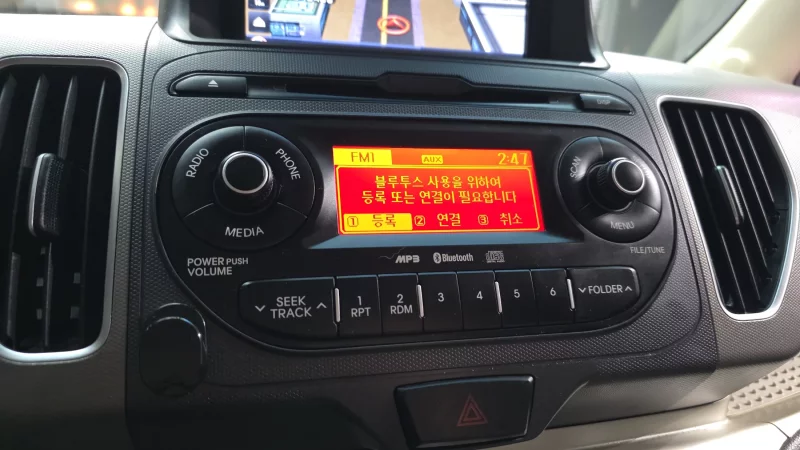 DISP
RADIO
PHONE
MEDIA
POWER PUSH
VOLUME
FM1 AUX 2:47
블루투스 사용을 위하여
등록 또는 연결이 필요합니다
① 등록 ② 연결 ③ 취소
SCAN
MENU
FILE/TUNE
MP3 Bluetooth
SEEK
TRACK
1
RPT
2
RDM
3
4
5
6
FOLDER